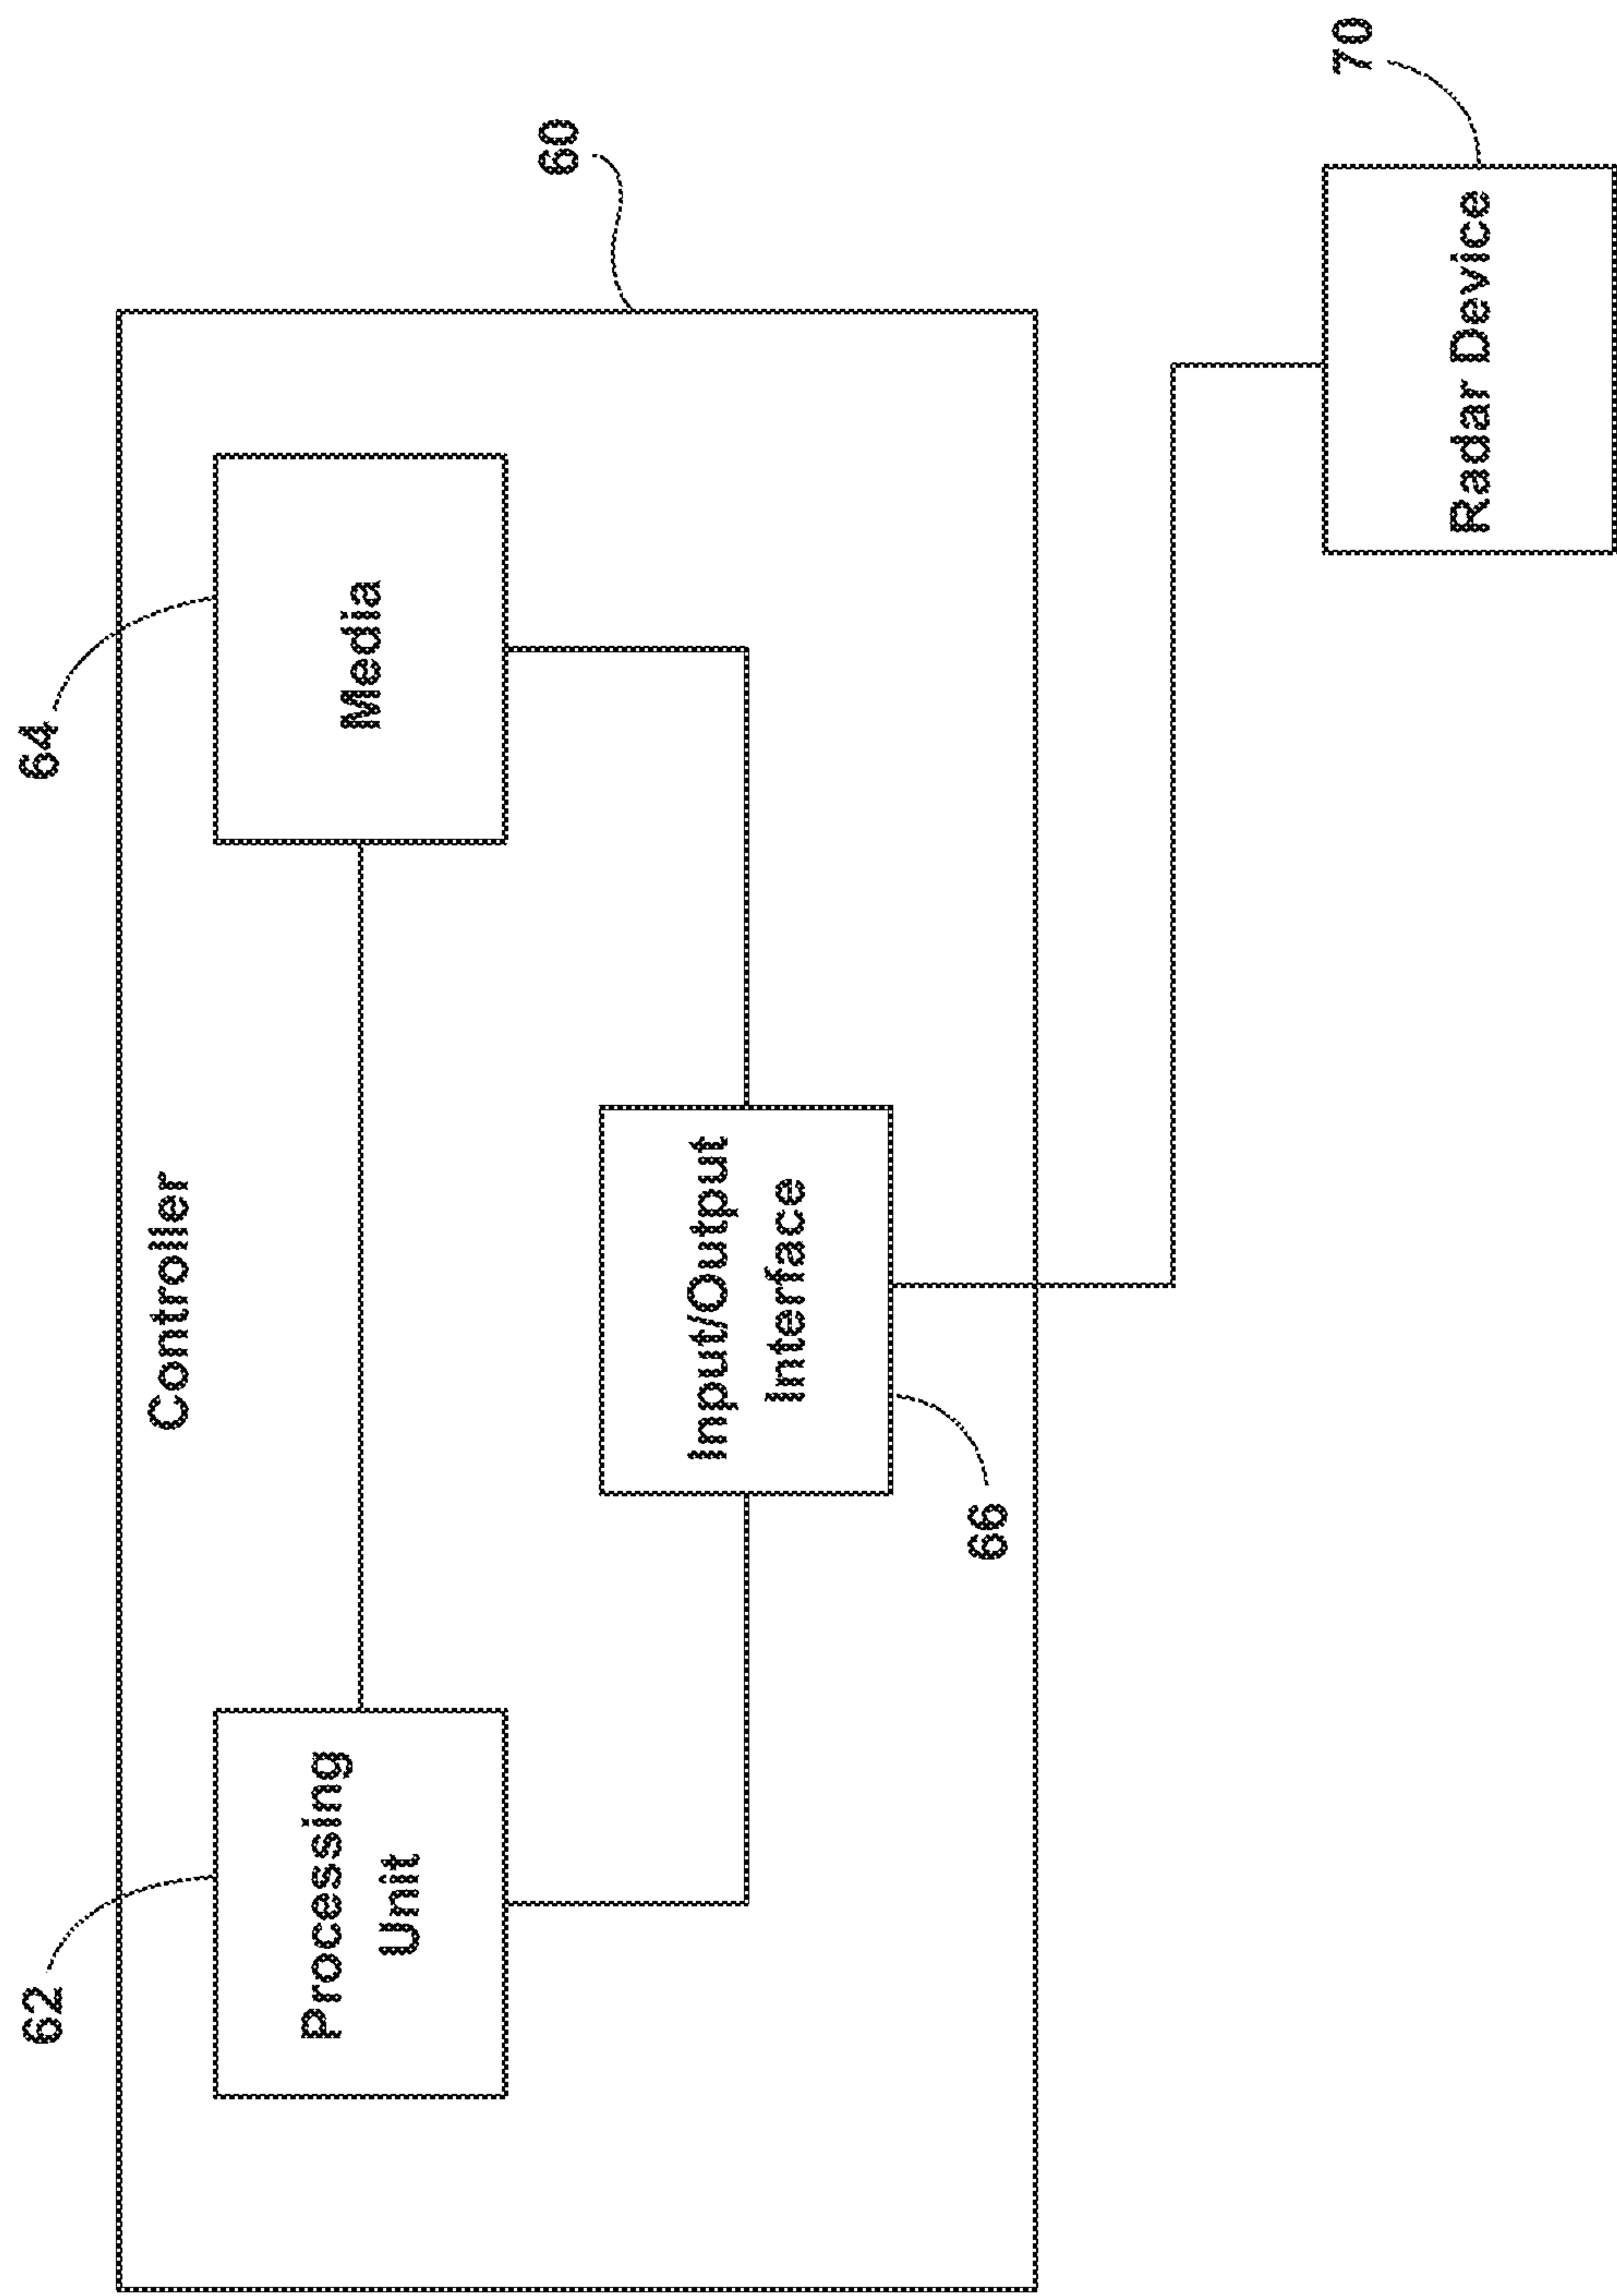 Controller
62
64
60
Processing
Unit
Media
Input/Output
Interface
66
70
Radar Device